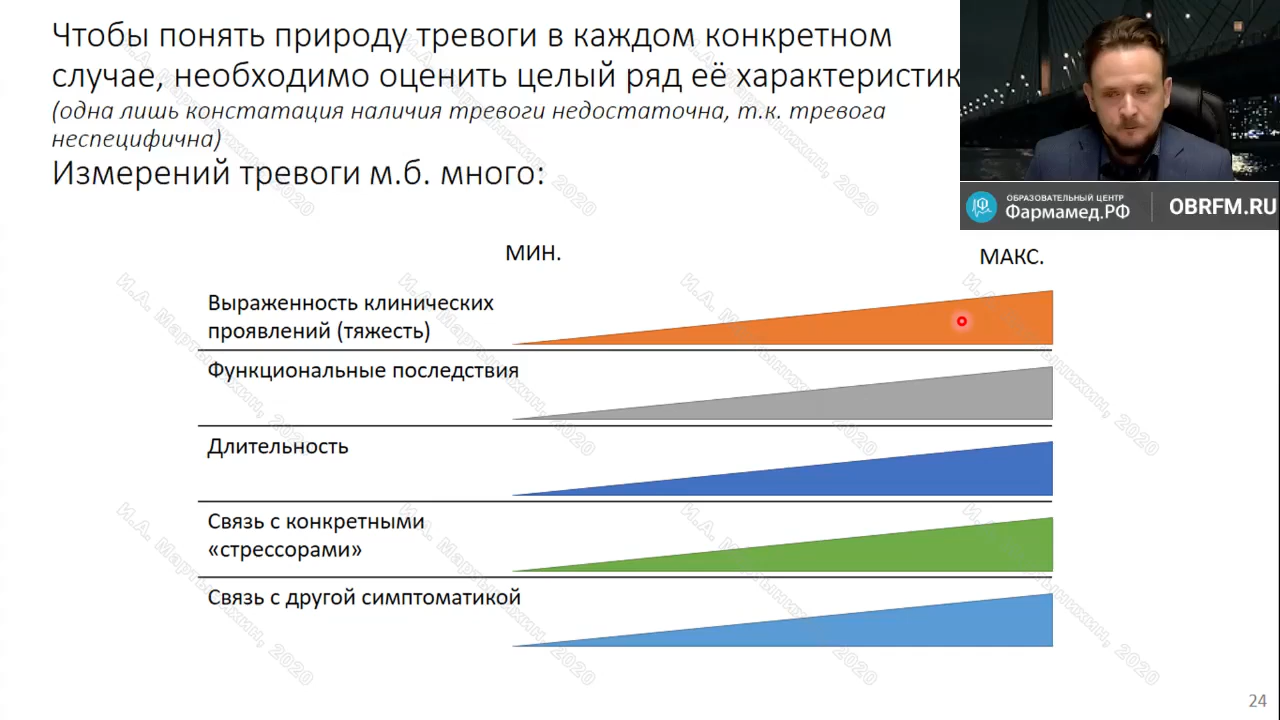 Чтобы понять природу тревоги в каждом конкретном
случае, необходимо оценить целый ряд её характеристик
(одна лишь констатация наличия тревоги недостаточна, т.к. тревога
неспецифична)
Измерений тревоги м.б. много:
ОБРАЗОВАТЕЛЬНЫЙ ЦЕНТР
Фармамед.РФ
OBRFM.RU
МИН.
МАКС.
Выраженность клинических
проявлений (тяжесть)
Функциональные последствия
Длительность
Связь с конкретными
«стрессорами»
Связь с другой симптоматикой
И.А. Мартынихин, 2020
24